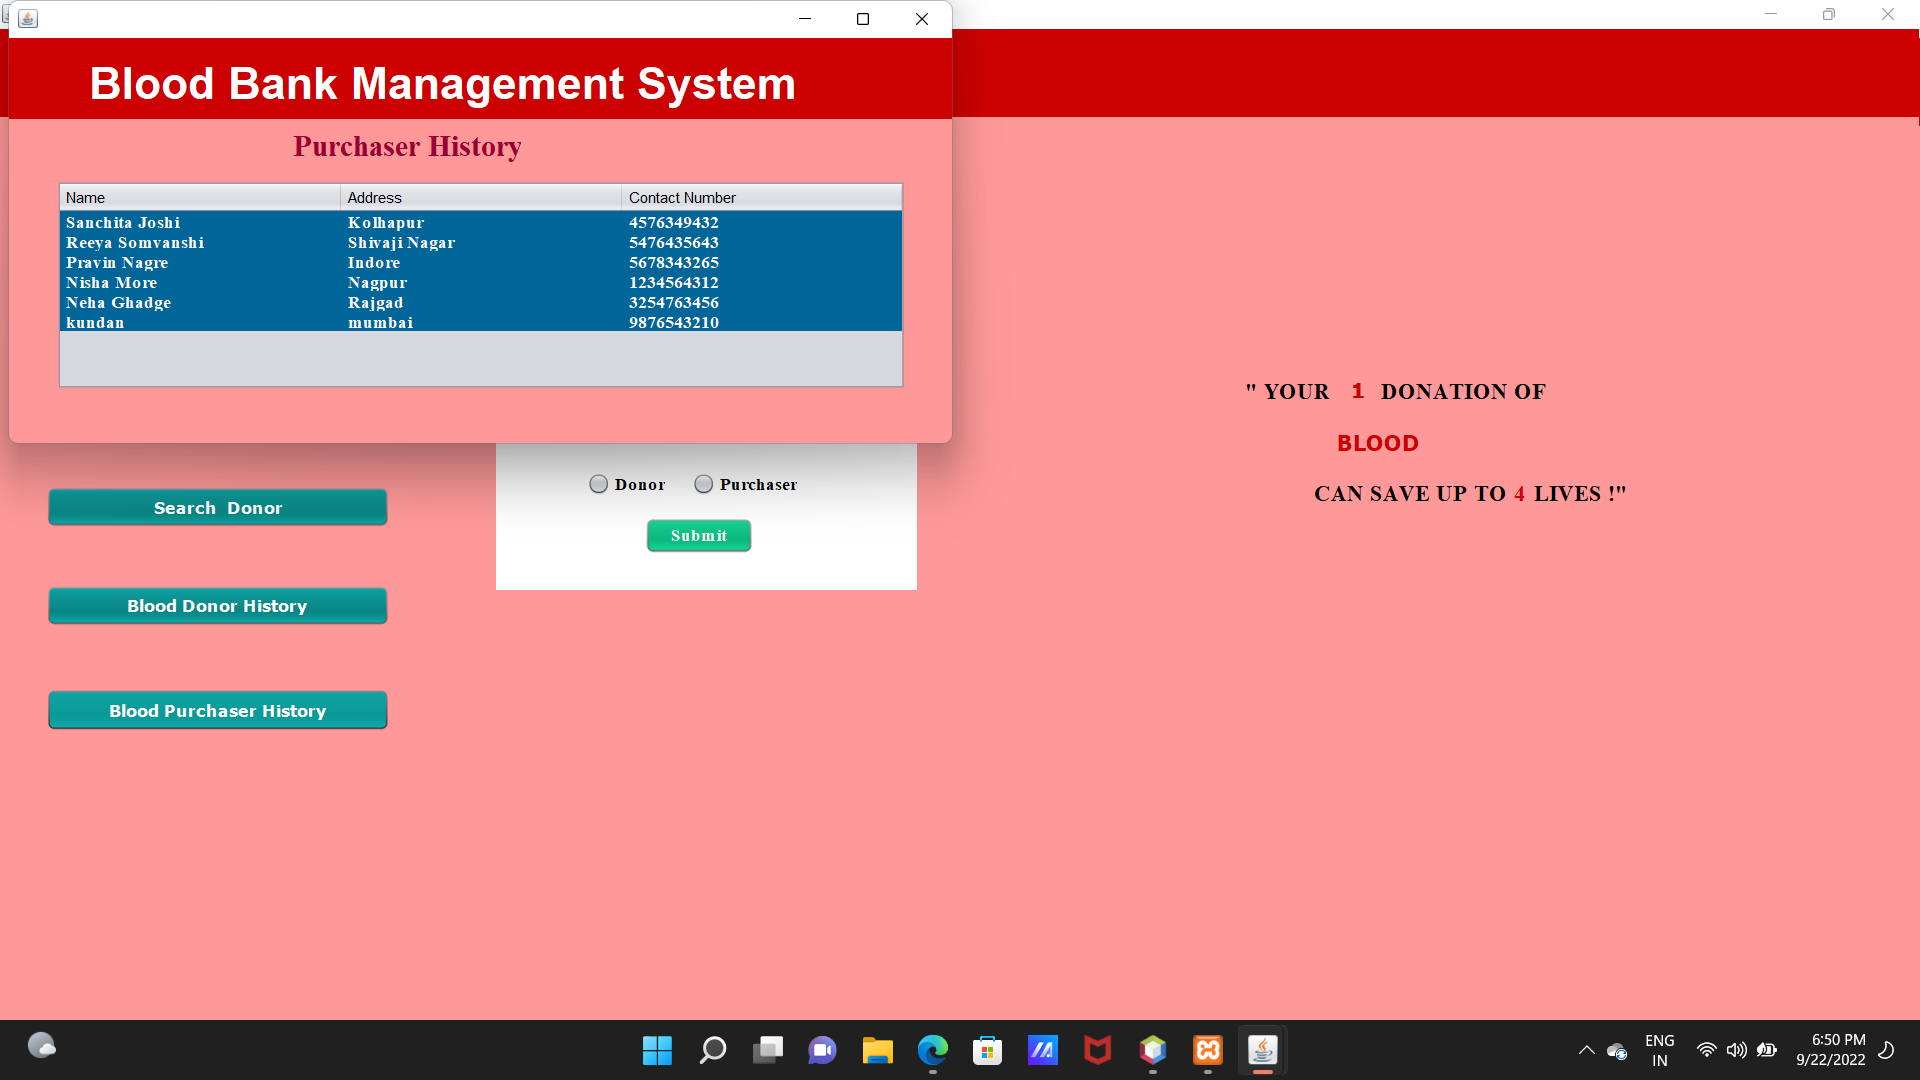 Blood Bank Management System
Purchaser History
Name Address Contact Number
Sanchita Joshi Kolhapur 4576349432
Reeya Somvanshi Shivaji Nagar 5476435643
Pravin Nagre Indore 5678343265
Nisha More Nagpur 1234564312
Neha Ghadge Rajgad 3254763456
kundan mumbai 9876543210
" YOUR 1 DONATION OF
BLOOD
CAN SAVE UP TO 4 LIVES !"
Donor Purchaser
Submit
Search Donor
Blood Donor History
Blood Purchaser History
ENG
IN
6:50 PM
9/22/2022